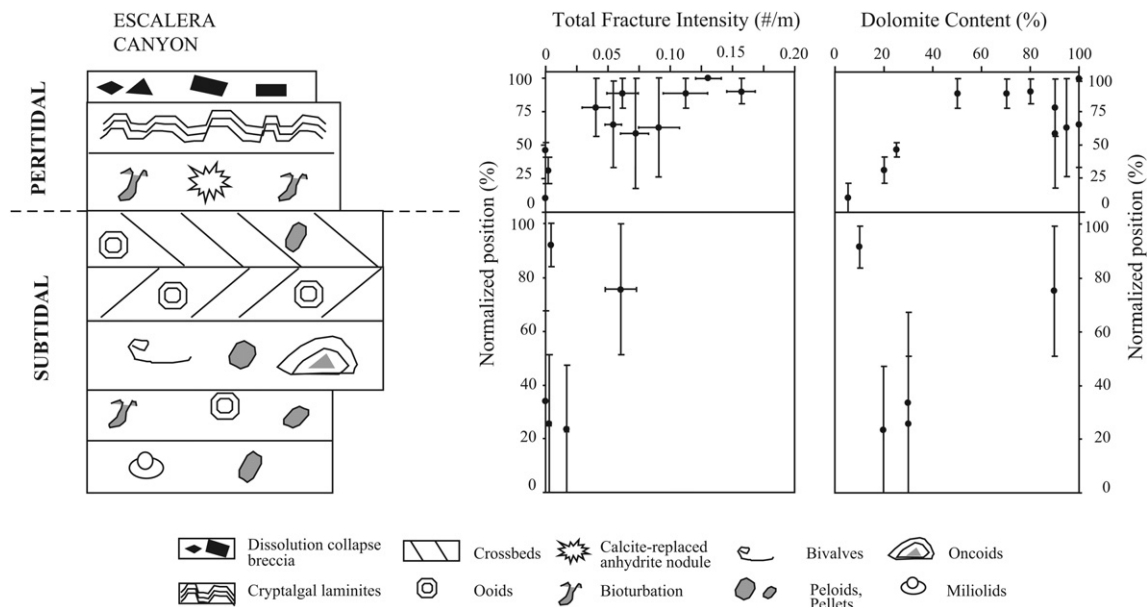 ESCALERA
CANYON
PERITIDAL
SUBTIDAL
Total Fracture Intensity (#/m)
0 0.05 0.1 0.15 0.20
Normalized position (%)
100
75
50
25
0
100
80
60
40
20
0
Dolomite Content (%)
20 40 60 80 100
100
75
50
25
0
100
80
60
40
20
0
Normalized position (%)
Dissolution collapse
breccia
Crossbeds
Calcite-replaced
anhydrite nodule
Bivalves
Oncoids
Cryptalgal laminites
Ooids
Bioturbation
Peloids,
Pellets
Miliolids